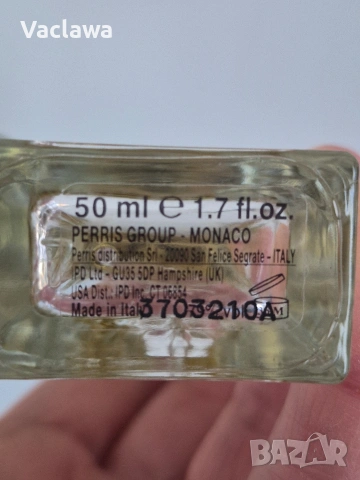 Vaclawa
50 ml ℮ 1.7 fl.oz.
PERRIS GROUP - MONACO
Perris distribution Srl - 20090 San Felice Segrate - ITALY
IPD Ltd - GU35 5DP Hampshire (UK)
USA Dist.: IPD Inc. CT 06854
Made in Italy 3703210A
BAZAR